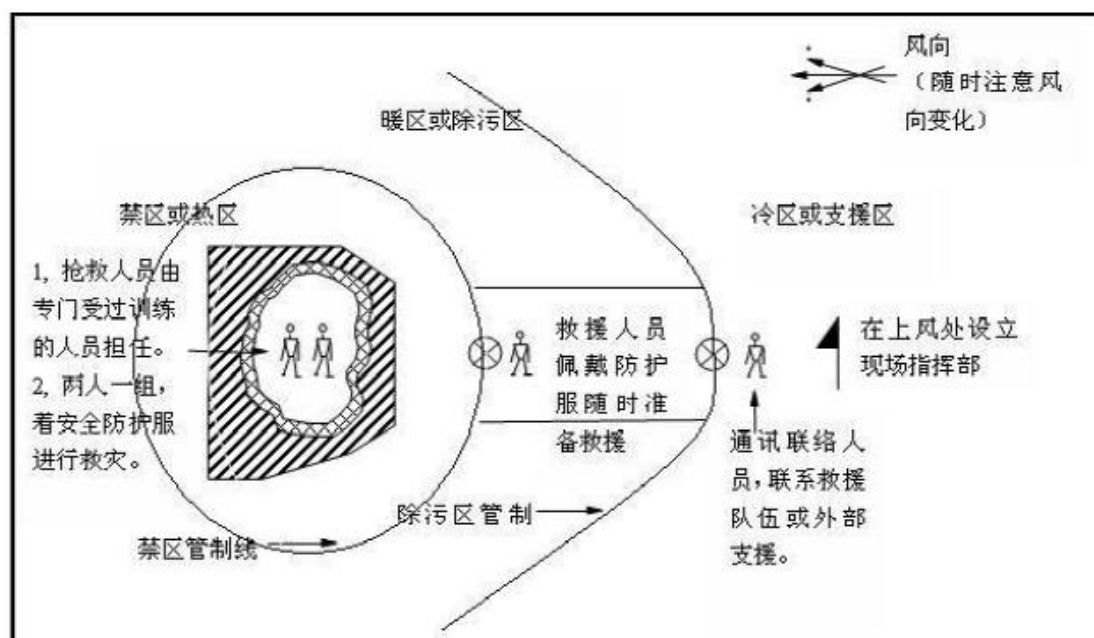 风向
（随时注意风
向变化）
暖区或除污区
禁区或热区
冷区或支援区
1, 抢救人员由
专门受过训练
的人员担任。
2, 两人一组，
着安全防护服
进行救灾。
救援人员
佩戴防护
服随时准
备救援
在上风处设立
现场指挥部
通讯联络人
员，联系救援
队伍或外部
支援。
除污区管制
禁区管制线